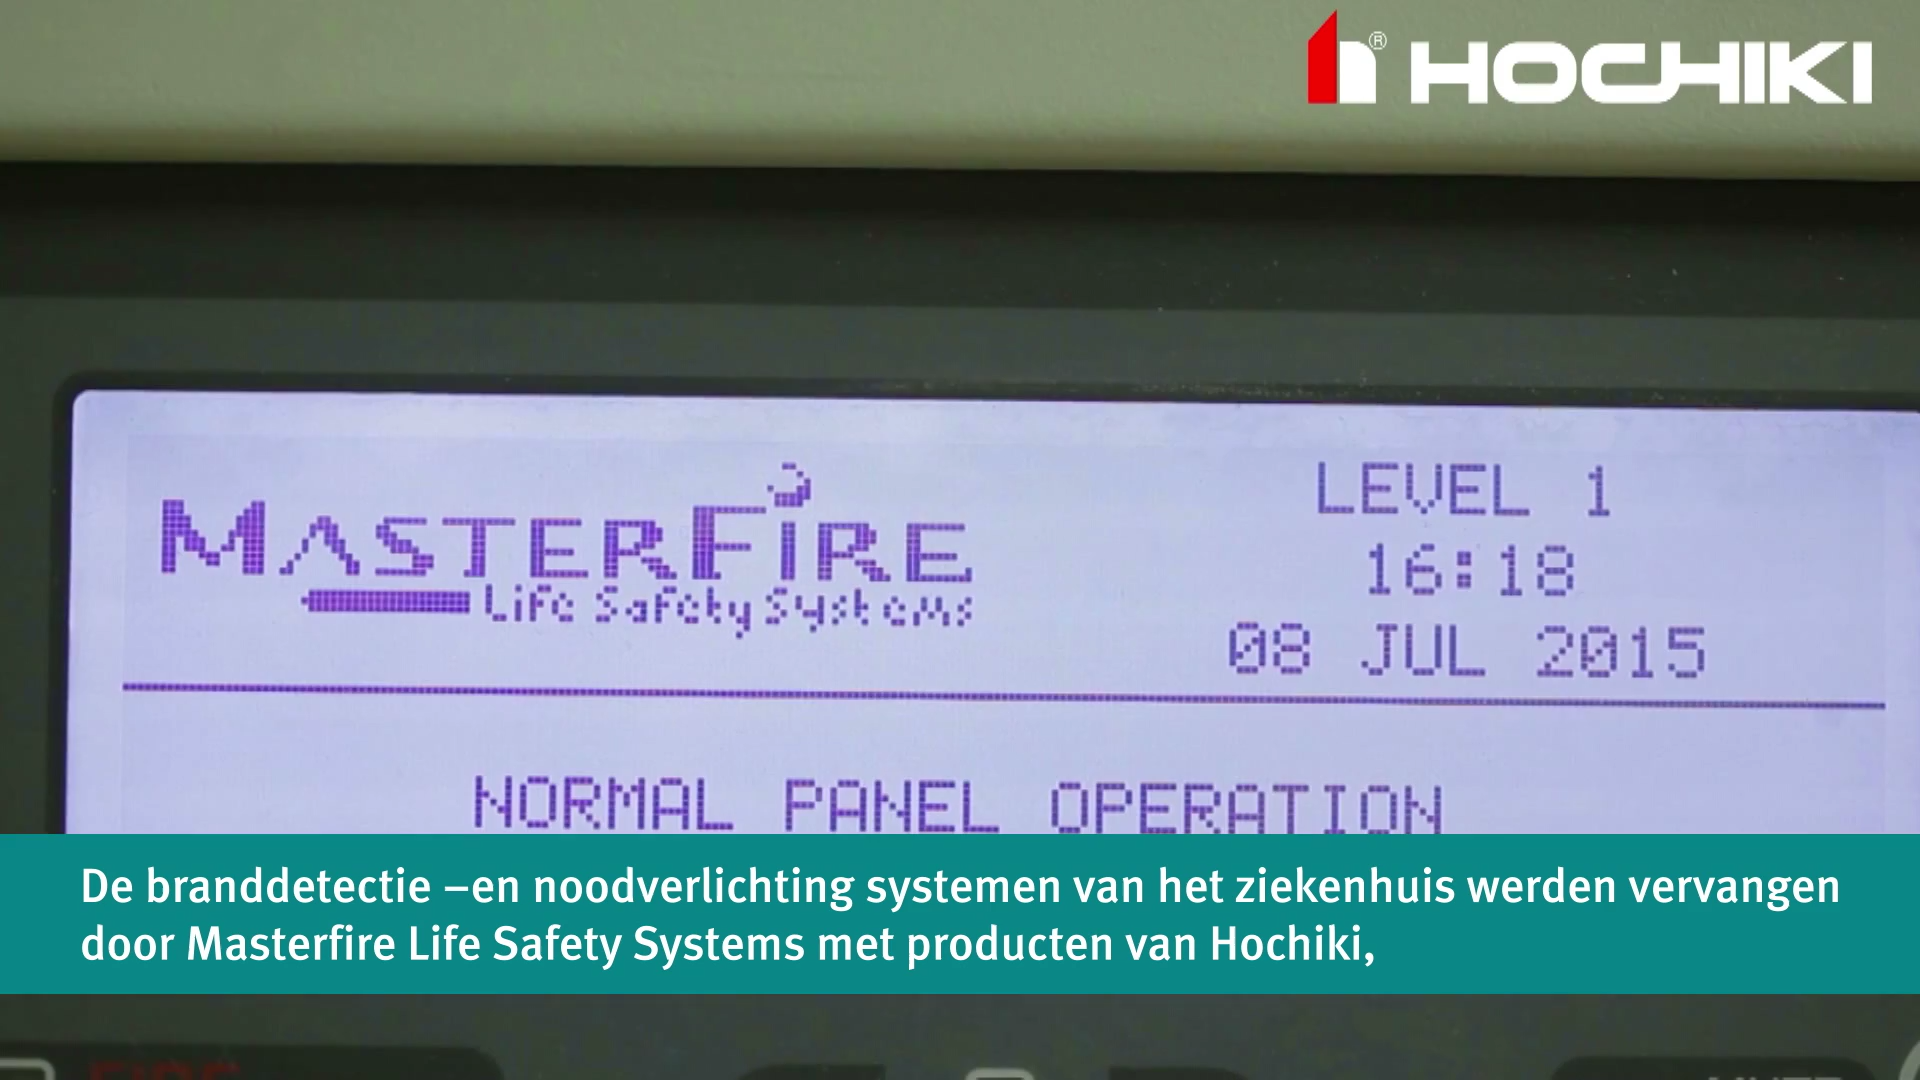 ® HOCHIKI
MASTERFIRE
Life Safety Systems
LEVEL 1
16:18
08 JUL 2015
NORMAL PANEL OPERATION
De branddetectie –en noodverlichting systemen van het ziekenhuis werden vervangen
door Masterfire Life Safety Systems met producten van Hochiki,
FIRE